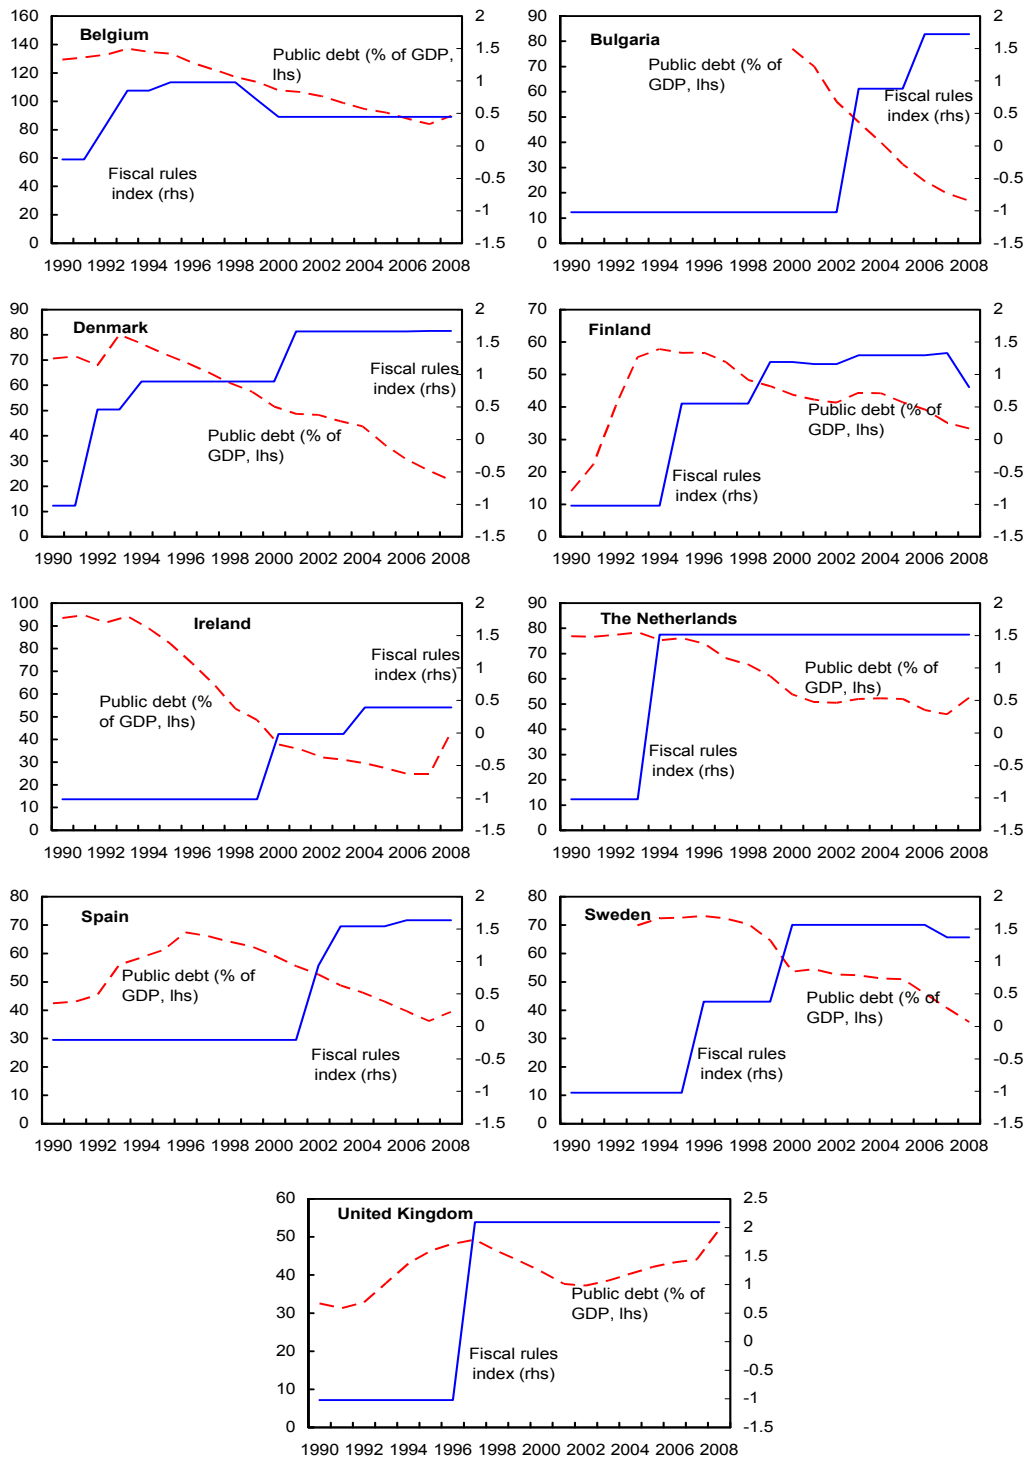 Belgium
Public debt (% of GDP,
lhs)
Fiscal rules
index (rhs)
160
140
120
100
80
60
40
20
0
2
1.5
1
0.5
0
-0.5
-1
-1.5
1990 1992 1994 1996 1998 2000 2002 2004 2006 2008
Bulgaria
Public debt (% of
GDP, lhs)
Fiscal rules
index (rhs)
90
80
70
60
50
40
30
20
10
0
2
1.5
1
0.5
0
-0.5
-1
-1.5
1990 1992 1994 1996 1998 2000 2002 2004 2006 2008
Denmark
Fiscal rules
index (rhs)
Public debt (% of
GDP, lhs)
90
80
70
60
50
40
30
20
10
0
2
1.5
1
0.5
0
-0.5
-1
-1.5
1990 1992 1994 1996 1998 2000 2002 2004 2006 2008
Finland
Public debt (% of
GDP, lhs)
Fiscal rules
index (rhs)
70
60
50
40
30
20
10
0
2
1.5
1
0.5
0
-0.5
-1
-1.5
1990 1992 1994 1996 1998 2000 2002 2004 2006 2008
Ireland
Fiscal rules
index (rhs)
Public debt (%
of GDP, lhs)
100
90
80
70
60
50
40
30
20
10
0
2
1.5
1
0.5
0
-0.5
-1
-1.5
1990 1992 1994 1996 1998 2000 2002 2004 2006 2008
The Netherlands
Public debt (% of
GDP, lhs)
Fiscal rules
index (rhs)
90
80
70
60
50
40
30
20
10
0
2
1.5
1
0.5
0
-0.5
-1
-1.5
1990 1992 1994 1996 1998 2000 2002 2004 2006 2008
Spain
Public debt (% of
GDP, lhs)
Fiscal rules
index (rhs)
80
70
60
50
40
30
20
10
0
2
1.5
1
0.5
0
-0.5
-1
-1.5
1990 1992 1994 1996 1998 2000 2002 2004 2006 2008
Sweden
Public debt (% of
GDP, lhs)
Fiscal rules
index (rhs)
80
70
60
50
40
30
20
10
0
2
1.5
1
0.5
0
-0.5
-1
-1.5
1990 1992 1994 1996 1998 2000 2002 2004 2006 2008
United Kingdom
Public debt (% of
GDP, lhs)
Fiscal rules
index (rhs)
60
50
40
30
20
10
0
2.5
2
1.5
1
0.5
0
-0.5
-1
-1.5
1990 1992 1994 1996 1998 2000 2002 2004 2006 2008